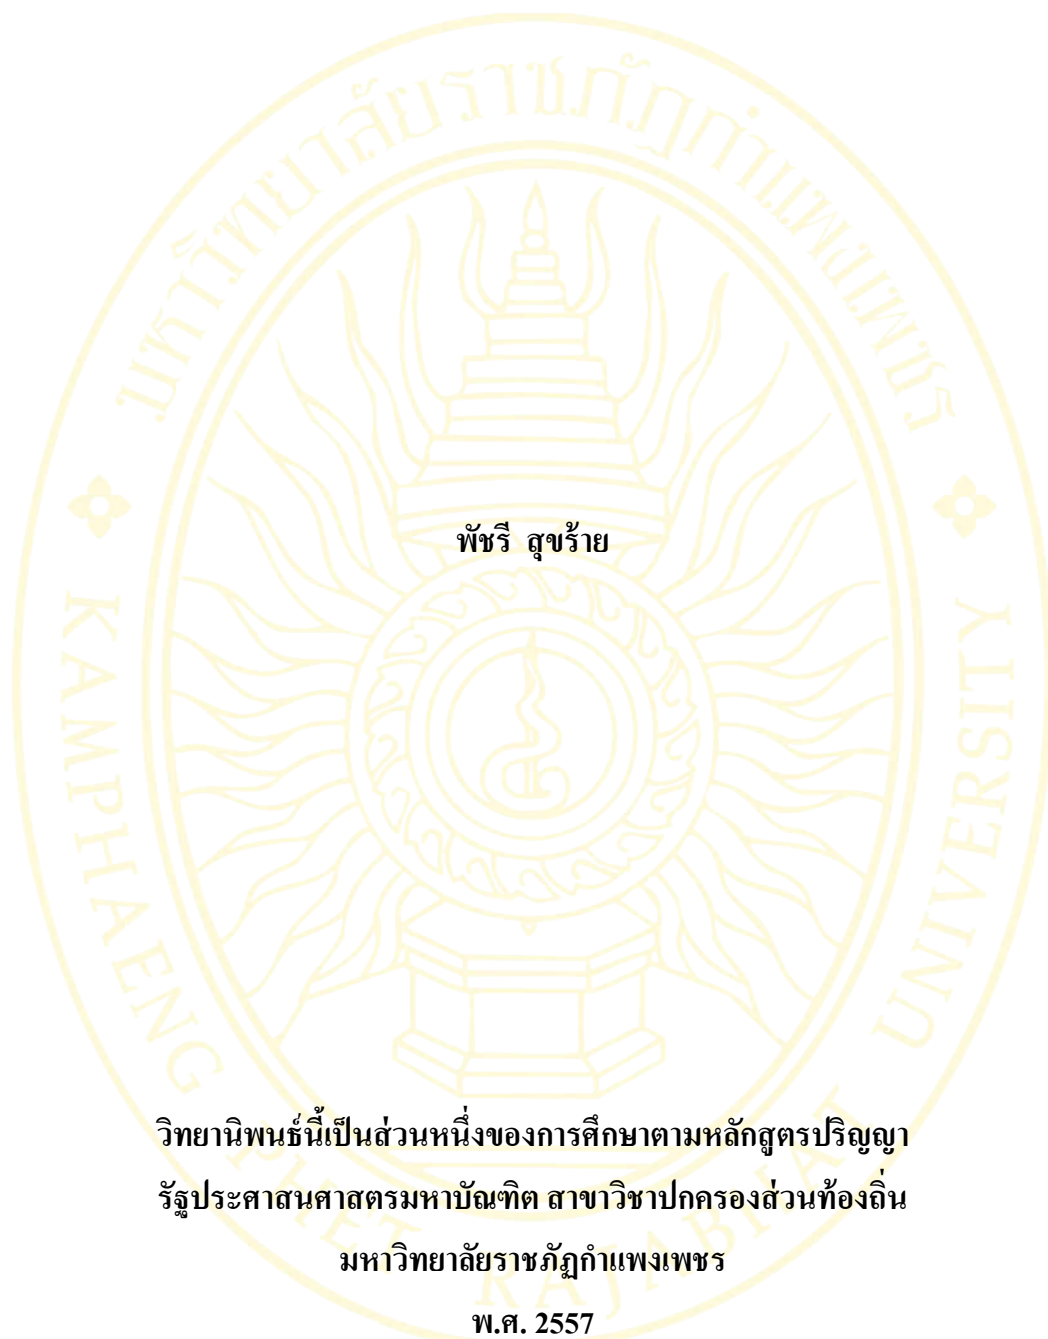 มหาวิทยาลัยราชภัฏกำแพงเพชร
พัชรี สุขร้าย
KAMPHAENG PHET RAJABHAT UNIVERSITY
วิทยานิพนธ์นี้เป็นส่วนหนึ่งของการศึกษาตามหลักสูตรปริญญา
รัฐประศาสนศาสตรมหาบัณฑิต สาขาวิชาปกครองส่วนท้องถิ่น
มหาวิทยาลัยราชภัฏกำแพงเพชร
พ.ศ. 2557